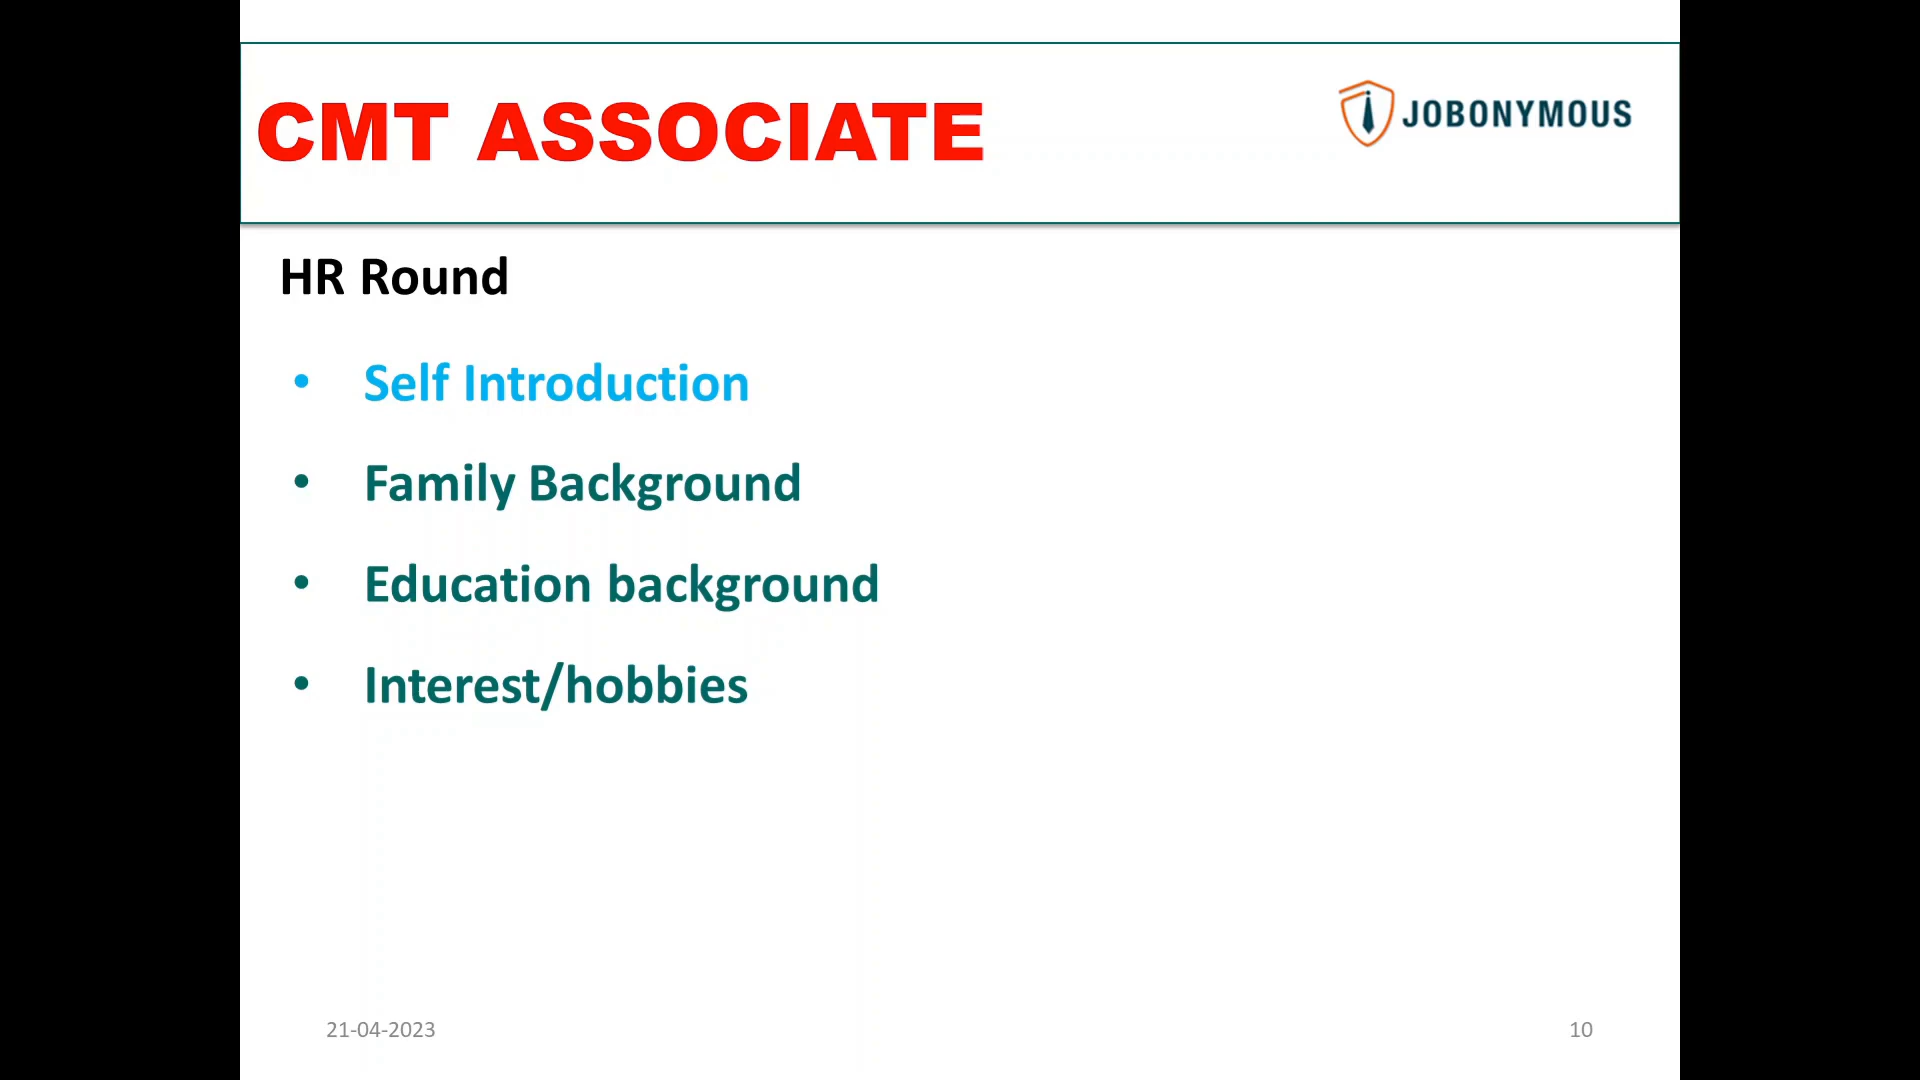 CMT ASSOCIATE
JOBONYMOUS
HR Round
• Self Introduction
• Family Background
• Education background
• Interest/hobbies
21-04-2023
10